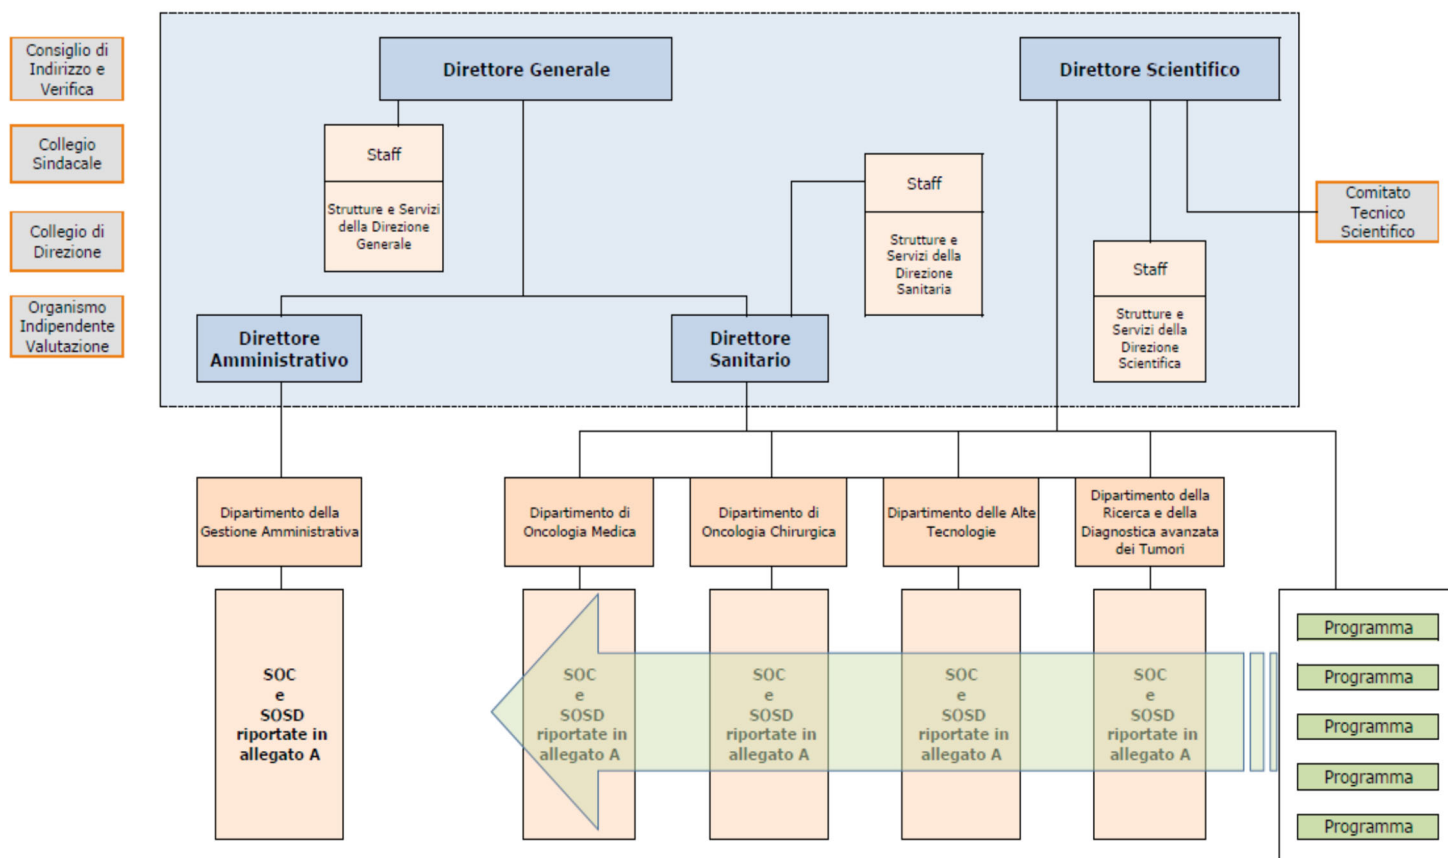 Consiglio di
Indirizzo e
Verifica
Collegio
Sindacale
Collegio di
Direzione
Organismo
Indipendente
Valutazione
Direttore Generale
Direttore Scientifico
Staff
Strutture e Servizi
della Direzione
Generale
Staff
Strutture e
Servizi della
Direzione
Sanitaria
Staff
Strutture e
Servizi della
Direzione
Scientifica
Comitato
Tecnico
Scientifico
Direttore
Amministrativo
Direttore
Sanitario
Dipartimento della
Gestione Amministrativa
Dipartimento di
Oncologia Medica
Dipartimento di
Oncologia Chirurgica
Dipartimento delle Alte
Tecnologie
Dipartimento della
Ricerca e della
Diagnostica avanzata
dei Tumori
SOC
e
SOSD
riportate in
allegato A
SOC
e
SOSD
riportate in
allegato A
SOC
e
SOSD
riportate in
allegato A
SOC
e
SOSD
riportate in
allegato A
SOC
e
SOSD
riportate in
allegato A
Programma
Programma
Programma
Programma
Programma